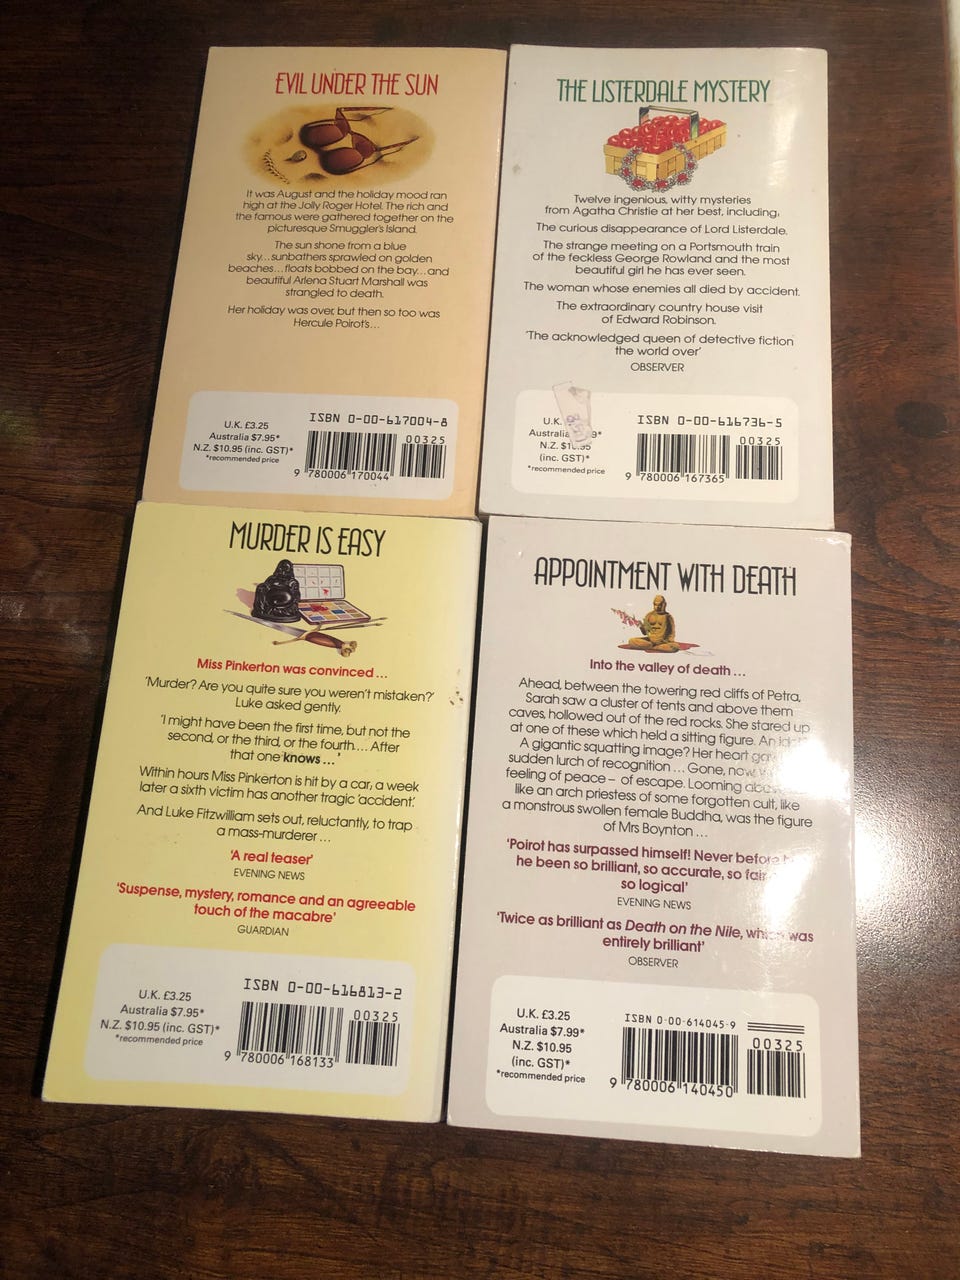 EVIL UNDER THE SUN
It was August and the holiday mood ran
high at the Jolly Roger Hotel. The rich and
the famous were gathered together on the
picturesque Smuggler's Island.
The sun shone from a blue
sky...sunbathers sprawled on golden
beaches...floats bobbed on the bay...and
beautiful Arlena Stuart Marshall was
strangled to death.
Her holiday was over, but then so too was
Hercule Poirot's...
U.K. £3.25
Australia $7.95*
N.Z. $10.95 (inc. GST)*
*recommended price
ISBN 0-00-617004-8
00325
9 780006 170044
THE LISTERDALE MYSTERY
Twelve ingenious, witty mysteries
from Agatha Christie at her best, including,
The curious disappearance of Lord Listerdale.
The strange meeting on a Portsmouth train
of the feckless George Rowland and the most
beautiful girl he has ever seen.
The woman whose enemies all died by accident.
The extraordinary country house visit
of Edward Robinson.
'The acknowledged queen of detective fiction
the world over'
OBSERVER
U.K.
Australia
N.Z.
(inc. GST)*
*recommended price
ISBN 0-00-616736-5
00325
9 780006 167365
MURDER IS EASY
Miss Pinkerton was convinced...
'Murder? Are you quite sure you weren't mistaken?'
Luke asked gently.
'I might have been the first time, but not the
second, or the third, or the fourth.... After
that one knows...'
Within hours Miss Pinkerton is hit by a car, a week
later a sixth victim has another tragic 'accident'.
And Luke Fitzwilliam sets out, reluctantly, to trap
a mass-murderer...
'A real teaser'
EVENING NEWS
'Suspense, mystery, romance and an agreeable
touch of the macabre'
GUARDIAN
U.K. £3.25
Australia $7.95*
N.Z. $10.95 (inc. GST)*
*recommended price
ISBN 0-00-616813-2
00325
9 780006 168133
APPOINTMENT WITH DEATH
Into the valley of death...
Ahead, between the towering red cliffs of Petra,
Sarah saw a cluster of tents and above them
caves, hollowed out of the red rocks. She stared up
at one of these which held a sitting figure. An
A gigantic squatting image? Her heart
sudden lurch of recognition... Gone, now
feeling of peace – of escape. Looming
like an arch priestess of some forgotten cult, like
a monstrous swollen female Buddha, was the figure
of Mrs Boynton...
'Poirot has surpassed himself! Never before
he been so brilliant, so accurate, so
so logical'
EVENING NEWS
'Twice as brilliant as Death on the Nile, which was
entirely brilliant'
OBSERVER
U.K. £3.25
Australia $7.99*
N.Z. $10.95
(inc. GST)*
*recommended price
ISBN 0-00-614045-9
00325
9 780006 140450